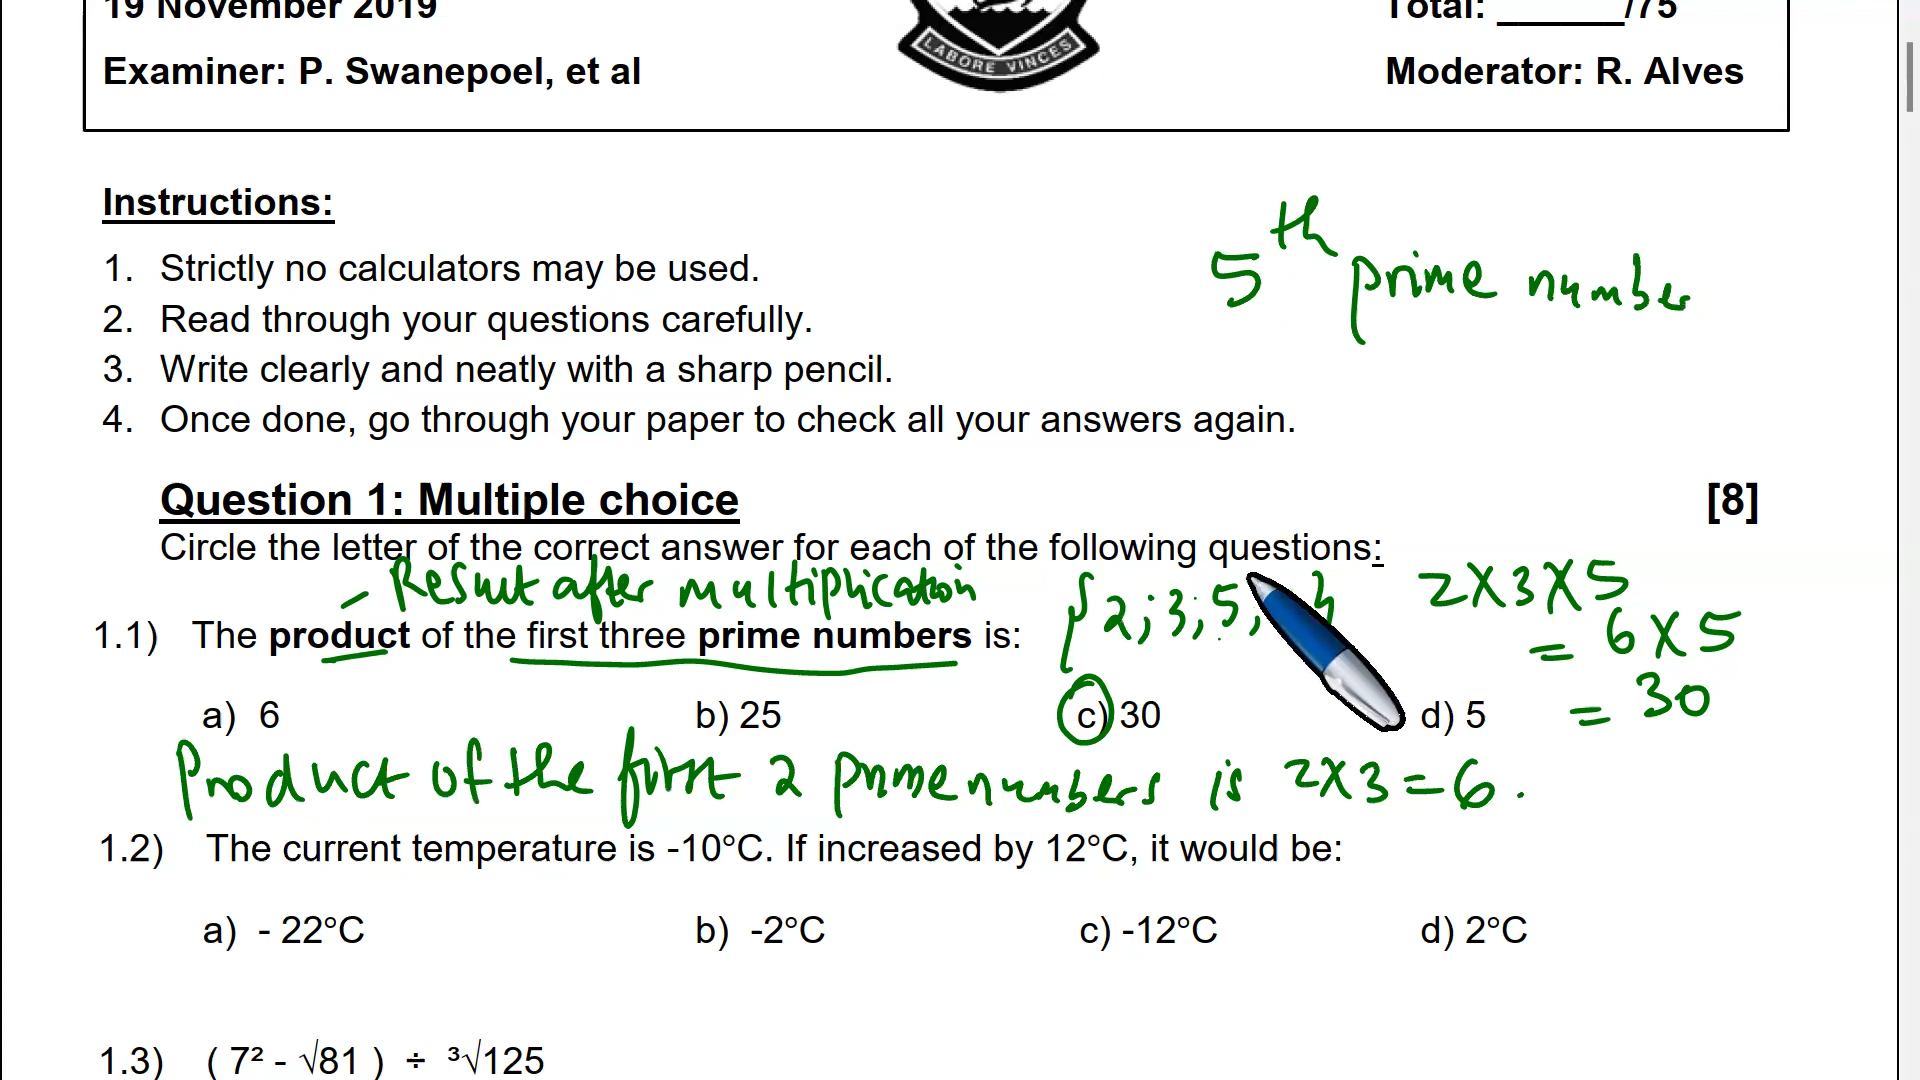 19 November 2019
Total: ______/75
LABORE VINCES
Examiner: P. Swanepoel, et al
Moderator: R. Alves
Instructions:
5th prime number
1. Strictly no calculators may be used.
2. Read through your questions carefully.
3. Write clearly and neatly with a sharp pencil.
4. Once done, go through your paper to check all your answers again.
Question 1: Multiple choice [8]
Circle the letter of the correct answer for each of the following questions:
- Result after multiplication
{2; 3; 5, }
2X3X5
= 6X5
= 30
1.1) The product of the first three prime numbers is:
a) 6 b) 25 c) 30 d) 5
Product of the first 2 prime numbers is 2X3=6.
1.2) The current temperature is -10°C. If increased by 12°C, it would be:
a) - 22°C b) -2°C c) -12°C d) 2°C
1.3) ( 7² - √81 ) ÷ ³√125